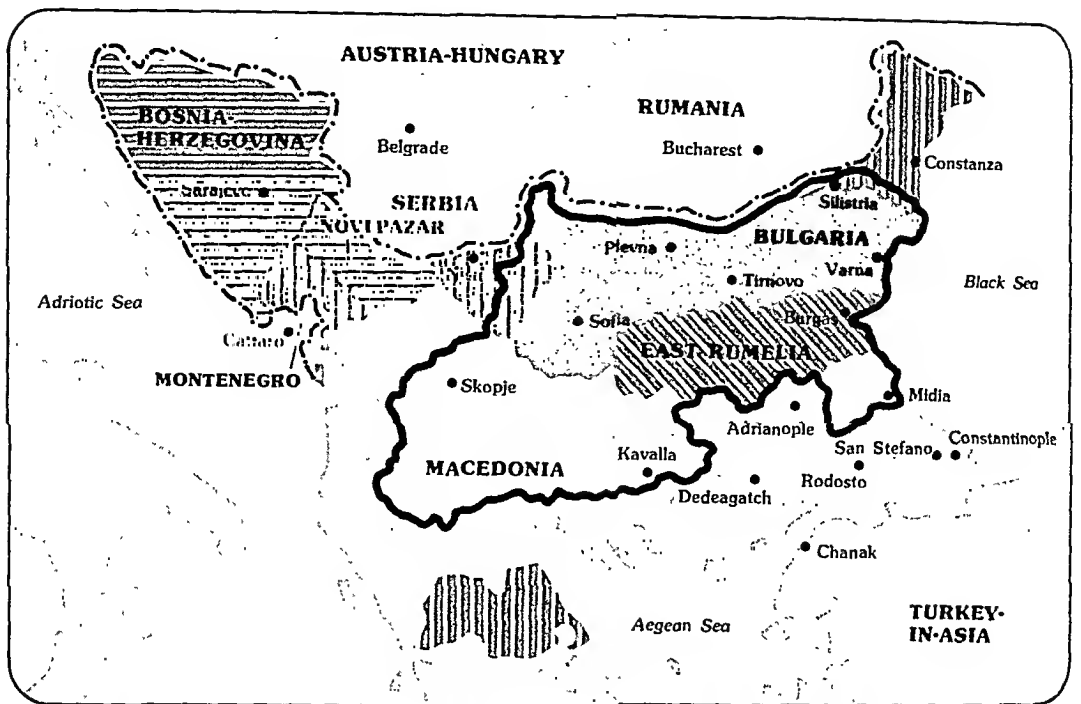 AUSTRIA-HUNGARY
RUMANIA
BOSNIA-
HERZEGOVINA
Belgrade
Bucharest
Constanza
Sarajevo
SERBIA
Silistria
NOVI PAZAR
BULGARIA
Plevna
Varna
Tirnovo
Black Sea
Adriotic Sea
Sofia
Burgas
Cattaro
EAST-RUMELIA
MONTENEGRO
Skopje
Midia
Adrianople
Constantinople
San Stefano
Kavalla
MACEDONIA
Rodosto
Dedeagatch
Chanak
Aegean Sea
TURKEY-
IN-ASIA